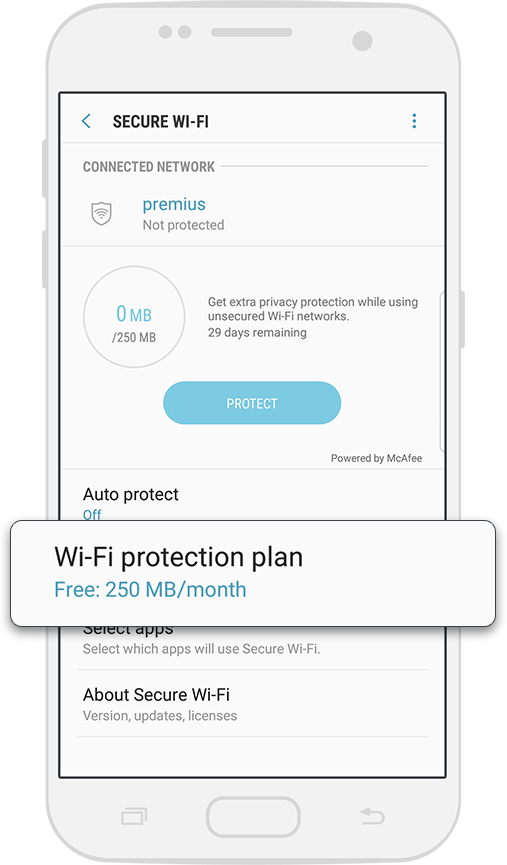 SECURE WI-FI
CONNECTED NETWORK
premius
Not protected
0 MB
/250 MB
Get extra privacy protection while using
unsecured Wi-Fi networks.
29 days remaining
PROTECT
Powered by McAfee
Auto protect
Off
Wi-Fi protection plan
Free: 250 MB/month
Select apps
Select which apps will use Secure Wi-Fi.
About Secure Wi-Fi
Version, updates, licenses